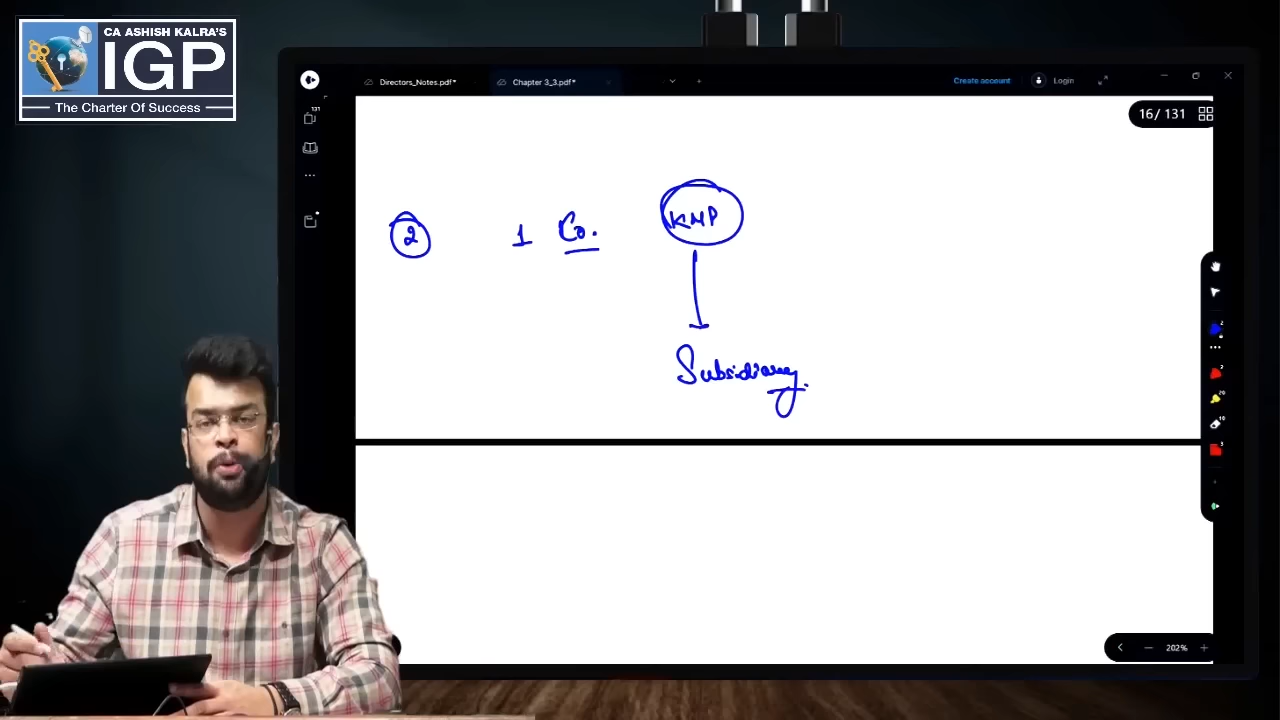 CA ASHISH KALRA'S
IGP
The Charter Of Success
Directors_Notes.pdf*
Chapter 3_3.pdf*
Create account
Login
131
16/ 131
2 1 Co. KMP
Subsidiary.
202%